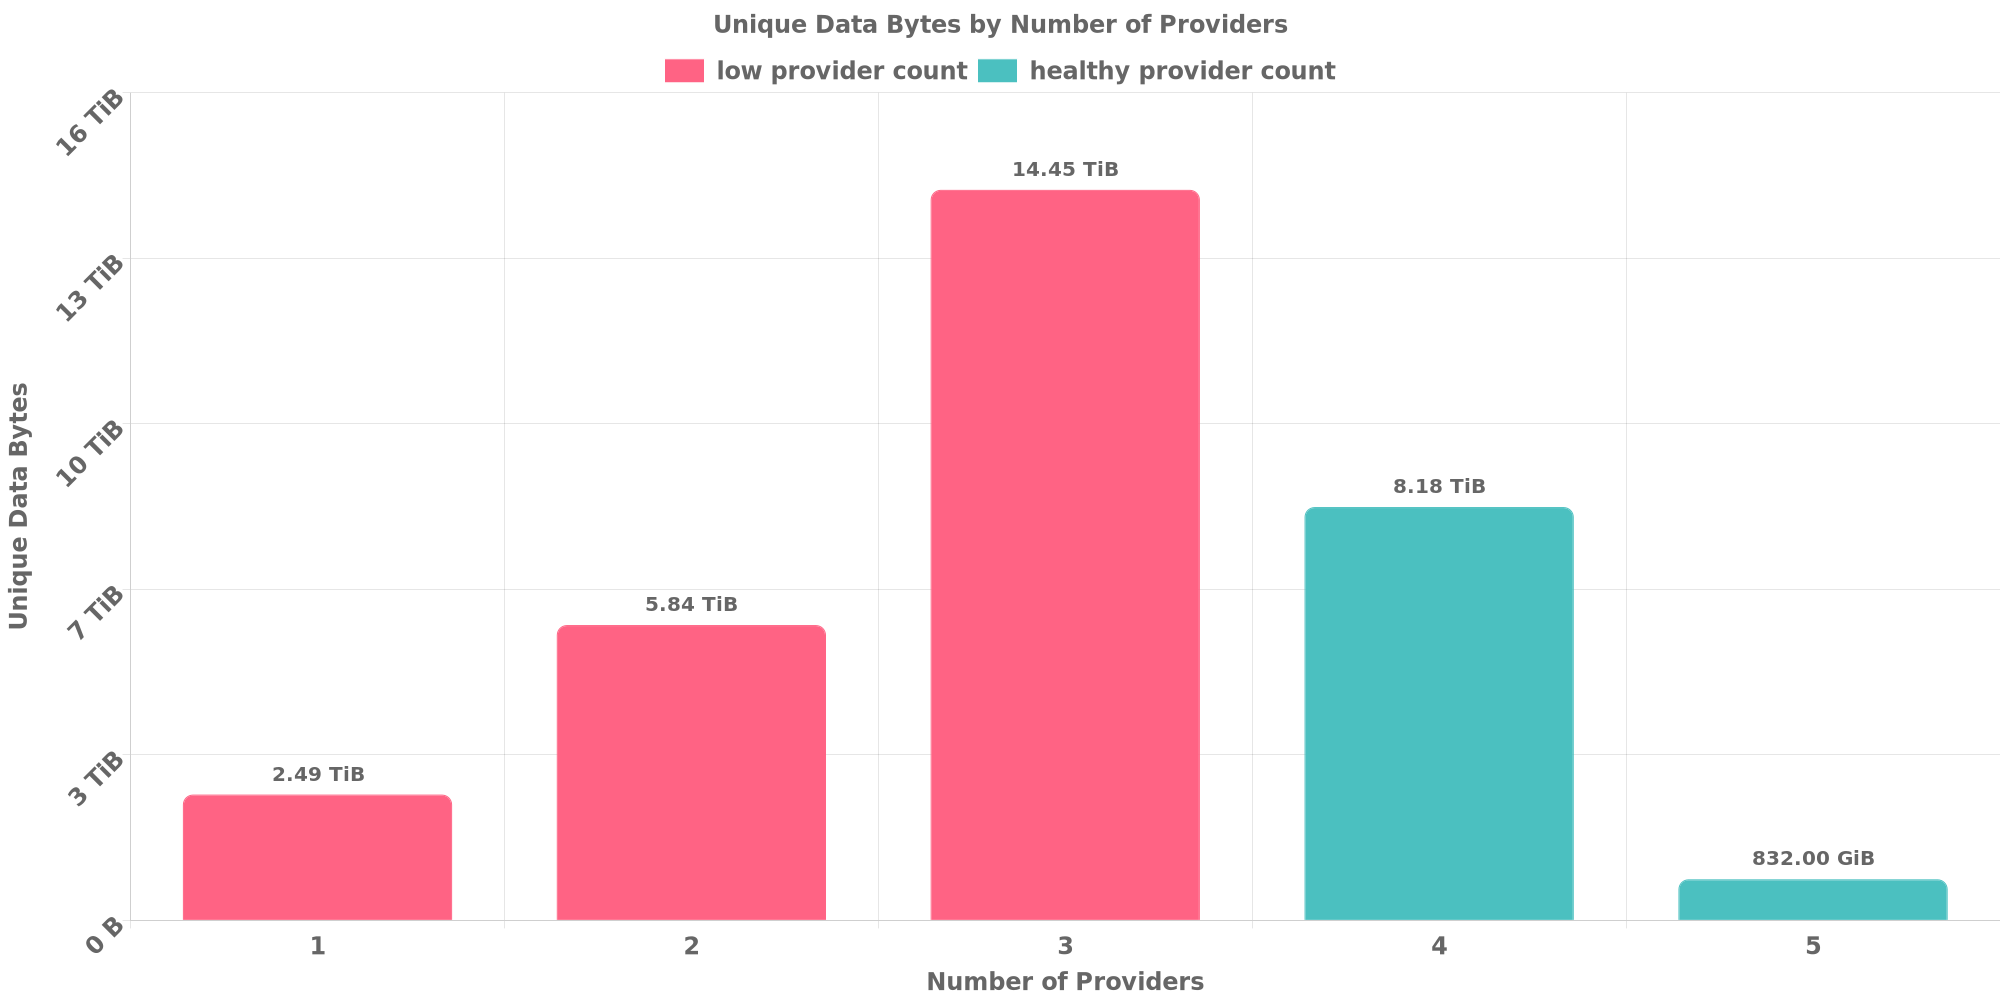 Unique Data Bytes by Number of Providers
low provider count
healthy provider count
Unique Data Bytes
16 TiB
13 TiB
10 TiB
7 TiB
3 TiB
0 B
2.49 TiB
5.84 TiB
14.45 TiB
8.18 TiB
832.00 GiB
1
2
3
4
5
Number of Providers